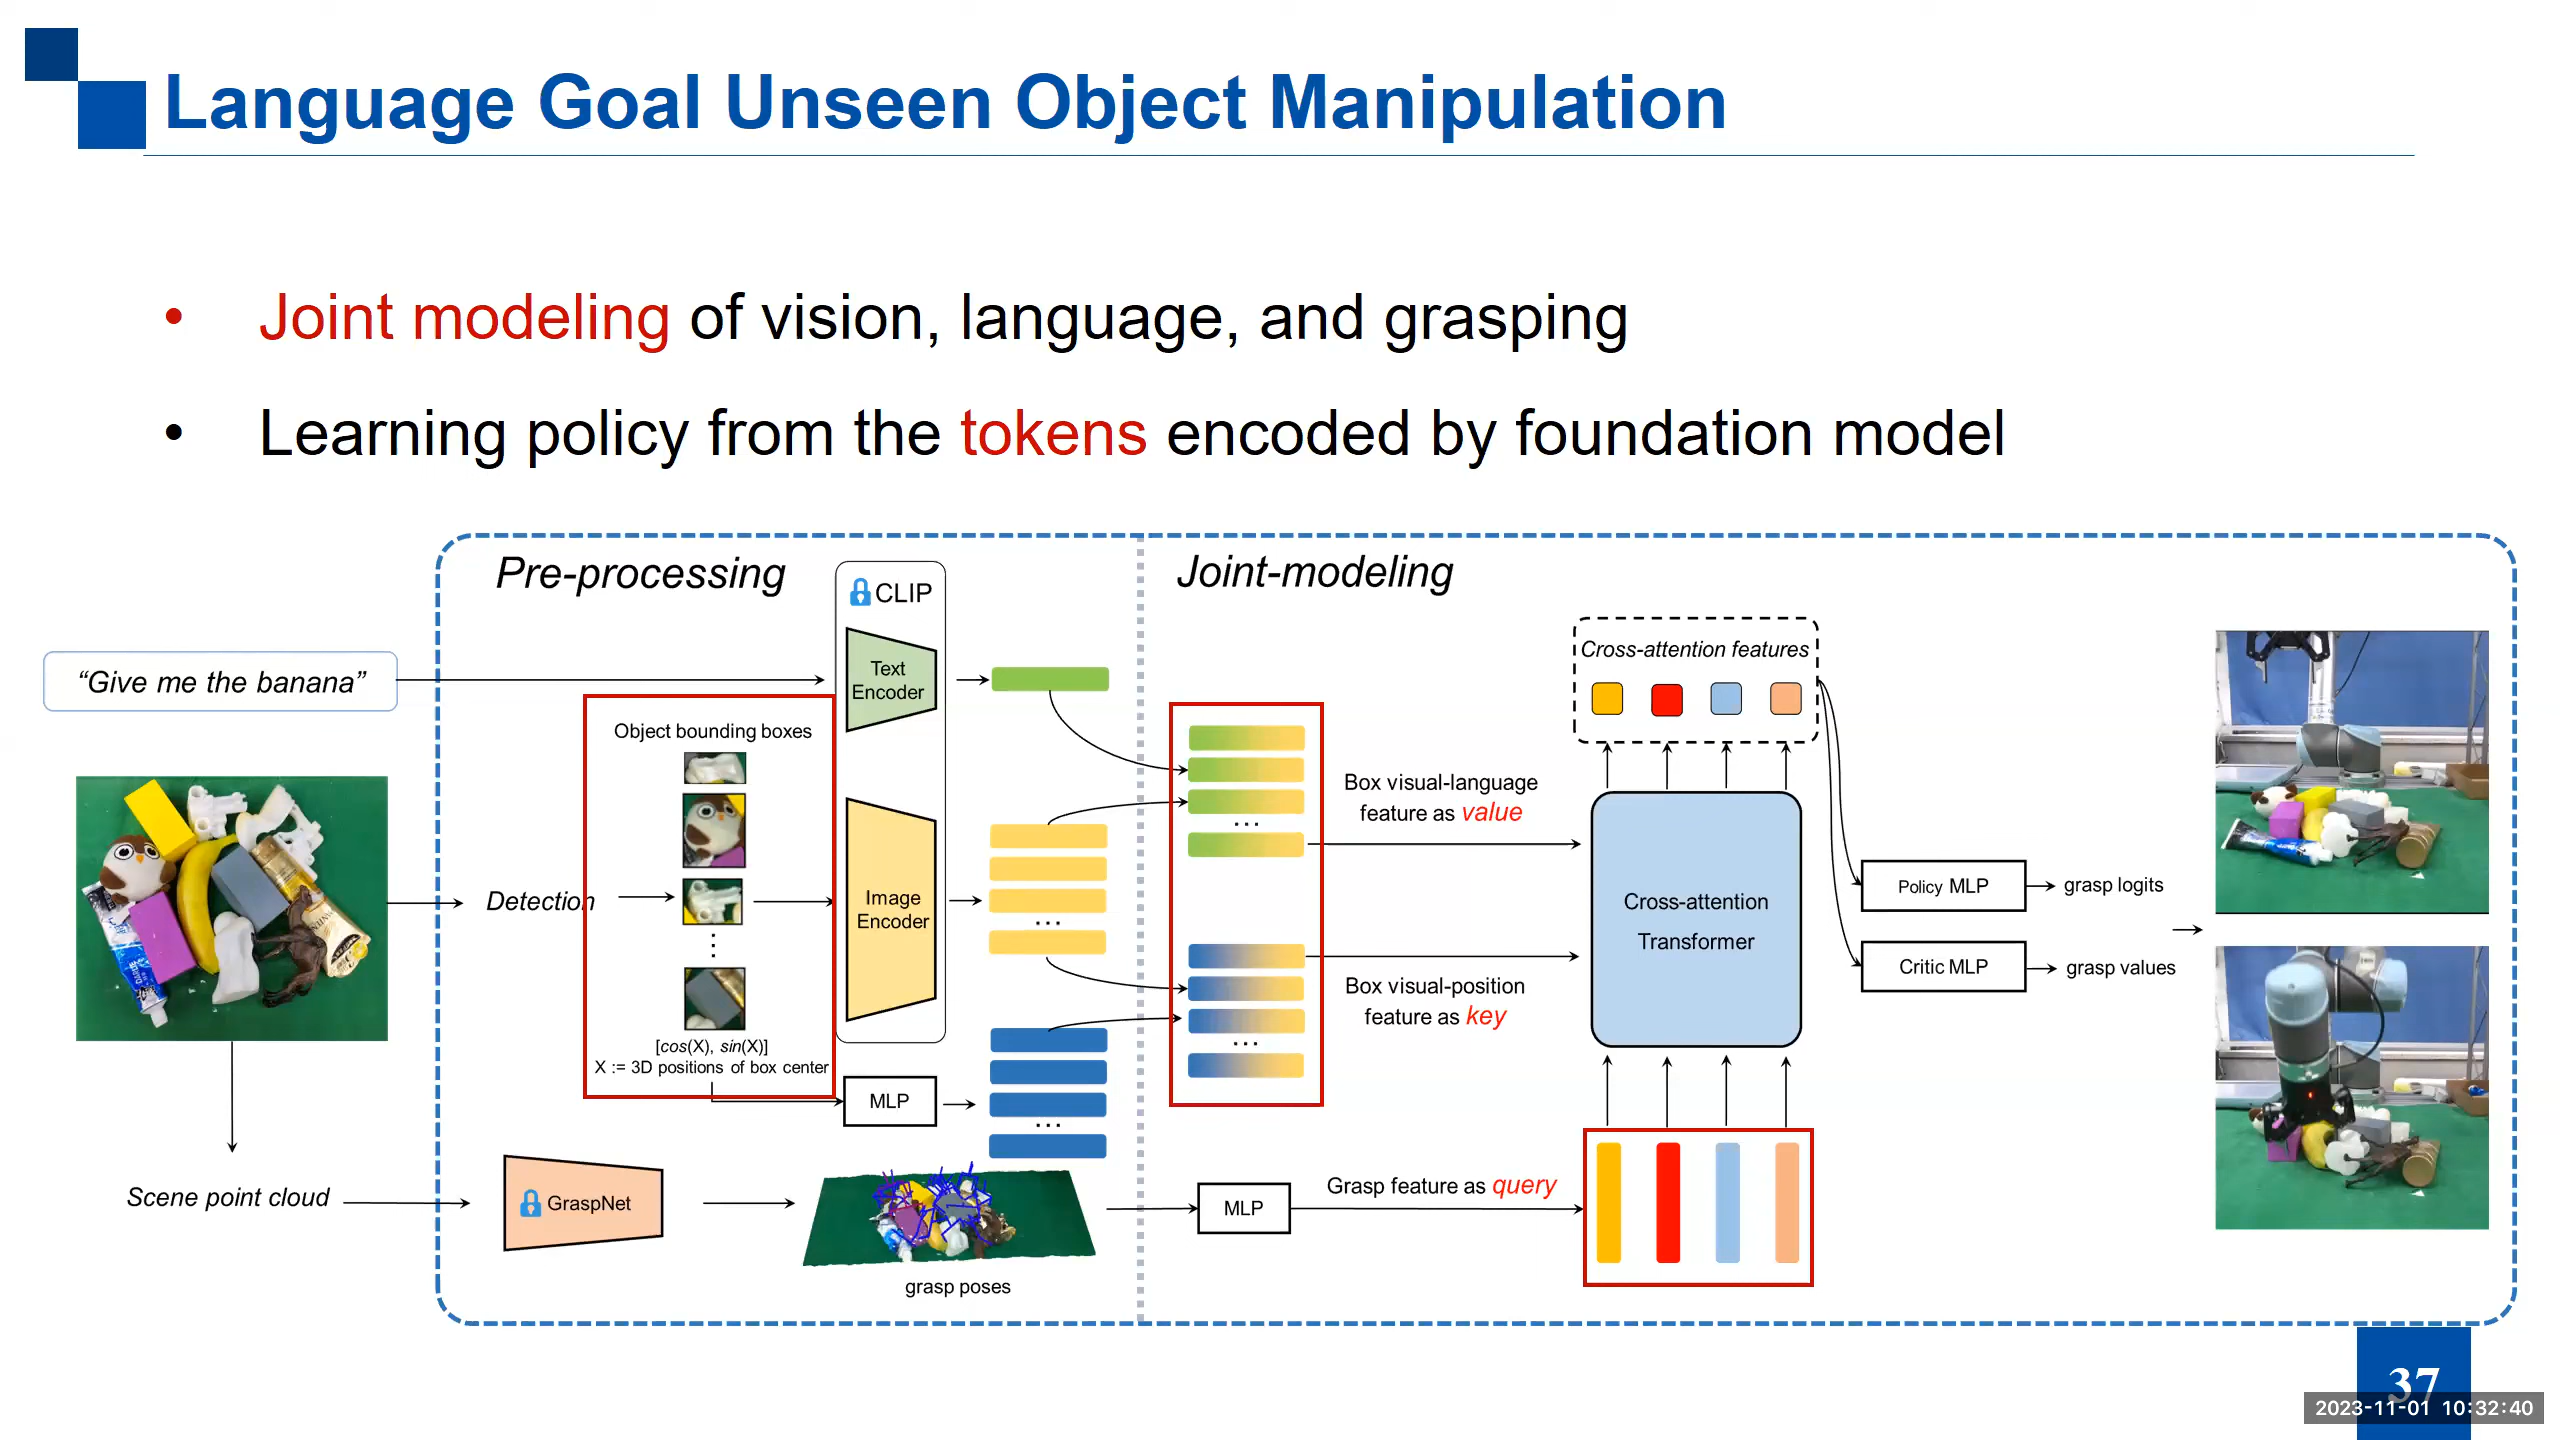 Language Goal Unseen Object Manipulation
• Joint modeling of vision, language, and grasping
• Learning policy from the tokens encoded by foundation model
Pre-processing
Joint-modeling
CLIP
"Give me the banana"
Text
Encoder
Object bounding boxes
Detection
Image
Encoder
[cos(X), sin(X)]
X := 3D positions of box center
MLP
Scene point cloud
GraspNet
grasp poses
Box visual-language
feature as value
Box visual-position
feature as key
MLP
Grasp feature as query
Cross-attention features
Cross-attention
Transformer
Policy MLP
grasp logits
Critic MLP
grasp values
37
2023-11-01 10:32:40